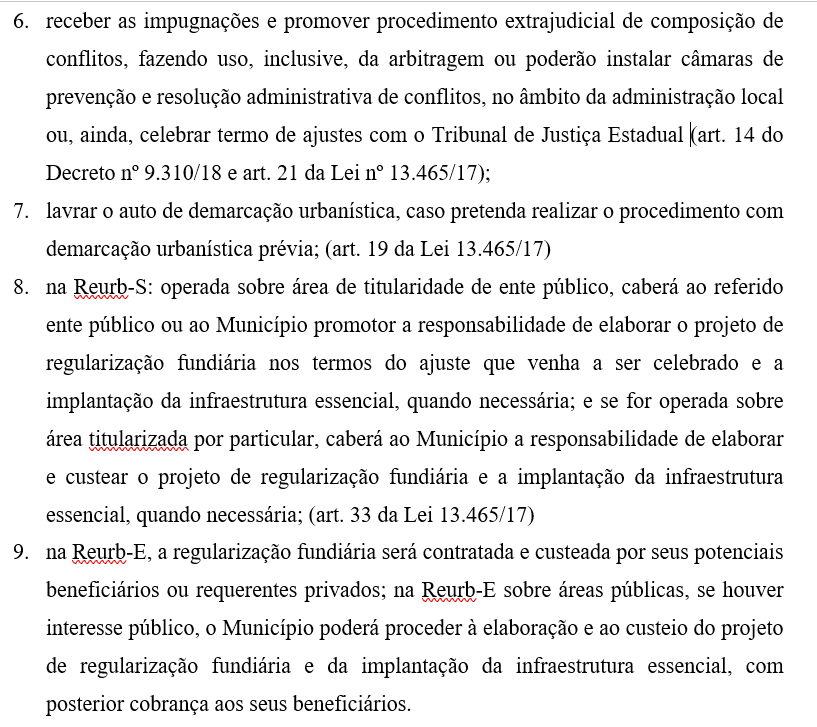 6. receber as impugnações e promover procedimento extrajudicial de composição de
conflitos, fazendo uso, inclusive, da arbitragem ou poderão instalar câmaras de
prevenção e resolução administrativa de conflitos, no âmbito da administração local
ou, ainda, celebrar termo de ajustes com o Tribunal de Justiça Estadual (art. 14 do
Decreto nº 9.310/18 e art. 21 da Lei nº 13.465/17);
7. lavrar o auto de demarcação urbanística, caso pretenda realizar o procedimento com
demarcação urbanística prévia; (art. 19 da Lei 13.465/17)
8. na Reurb-S: operada sobre área de titularidade de ente público, caberá ao referido
ente público ou ao Município promotor a responsabilidade de elaborar o projeto de
regularização fundiária nos termos do ajuste que venha a ser celebrado e a
implantação da infraestrutura essencial, quando necessária; e se for operada sobre
área titularizada por particular, caberá ao Município a responsabilidade de elaborar
e custear o projeto de regularização fundiária e a implantação da infraestrutura
essencial, quando necessária; (art. 33 da Lei 13.465/17)
9. na Reurb-E, a regularização fundiária será contratada e custeada por seus potenciais
beneficiários ou requerentes privados; na Reurb-E sobre áreas públicas, se houver
interesse público, o Município poderá proceder à elaboração e ao custeio do projeto
de regularização fundiária e da implantação da infraestrutura essencial, com
posterior cobrança aos seus beneficiários.